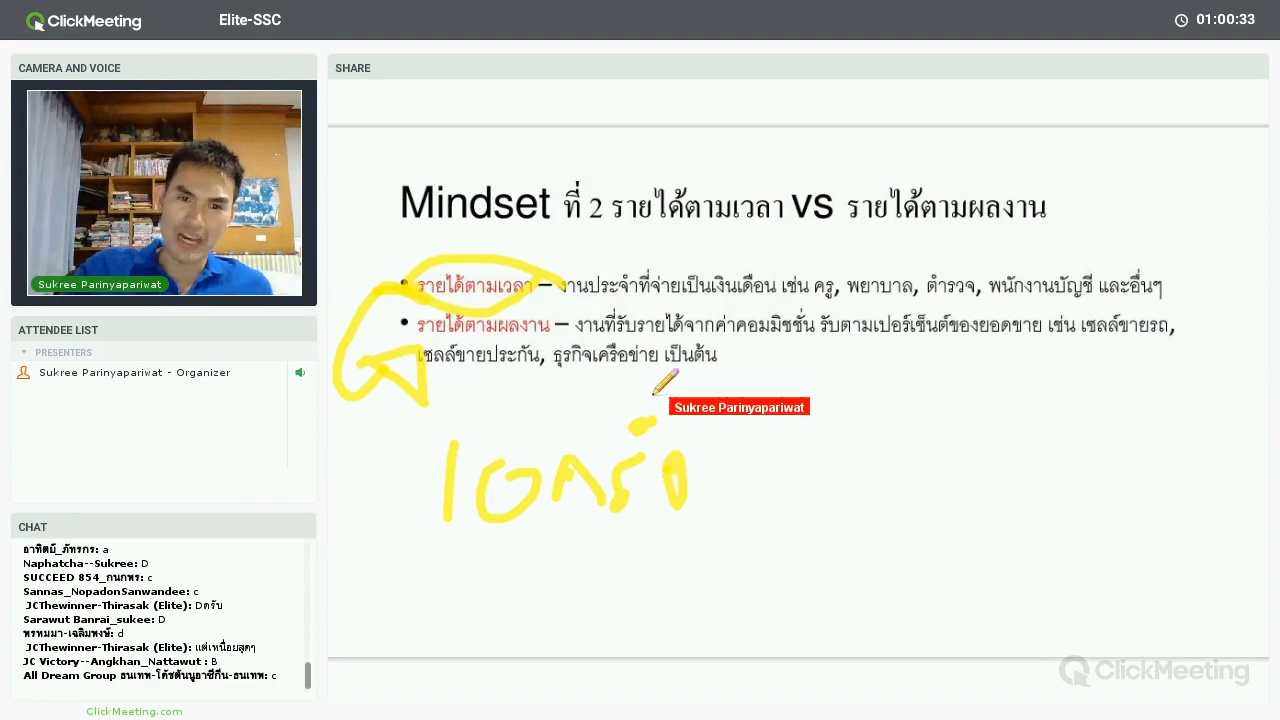 ClickMeeting
Elite-SSC
01:00:33
CAMERA AND VOICE
Sukree Parinyapariwat
ATTENDEE LIST
PRESENTERS
Sukree Parinyapariwat - Organizer
CHAT
อาทิตย์_ภัทรกร: a
Naphatcha--Sukree: D
SUCCEED 854_กนกพร: c
Sannas_NopadonSanwandee: c
JCThewinner-Thirasak (Elite): Dครับ
Sarawut Banrai_sukee: D
พรหมมา-เฉลิมพงษ์: d
JCThewinner-Thirasak (Elite): แต่เหนื่อยสุดๆ
JC Victory--Angkhan_Nattawut : B
All Dream Group ธนเทพ-โค้ชต้นนูอาซีกีน-ธนเทพ: c
ClickMeeting.com
SHARE
Mindset ที่ 2 รายได้ตามเวลา vs รายได้ตามผลงาน
• รายได้ตามเวลา – งานประจำที่จ่ายเป็นเงินเดือน เช่น ครู, พยาบาล, ตำรวจ, พนักงานบัญชี และอื่นๆ
• รายได้ตามผลงาน – งานที่รับรายได้จากค่าคอมมิชชั่น รับตามเปอร์เซ็นต์ของยอดขาย เช่น เซลล์ขายรถ,
เซลล์ขายประกัน, ธุรกิจเครือข่าย เป็นต้น
Sukree Parinyapariwat
ClickMeeting